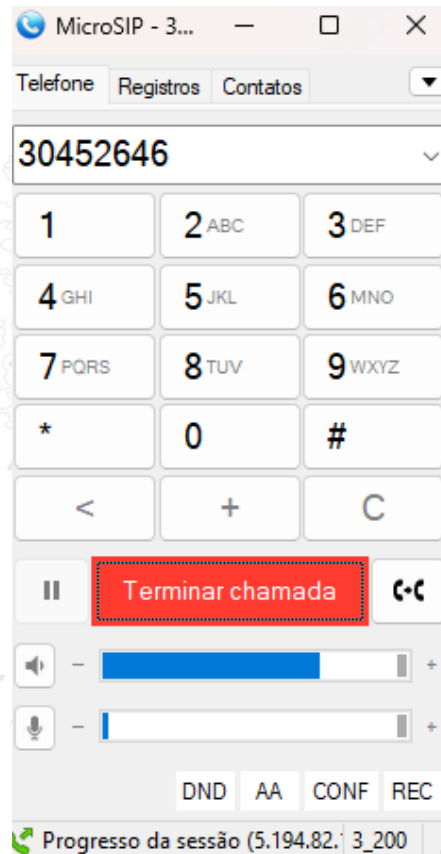 MicroSIP - 3...
Telefone Registros Contatos
30452646
1 2 ABC 3 DEF
4 GHI 5 JKL 6 MNO
7 PQRS 8 TUV 9 WXYZ
* 0 #
< + C
Terminar chamada
- +
- +
DND AA CONF REC
Progresso da sessão (5.194.82. 3_200